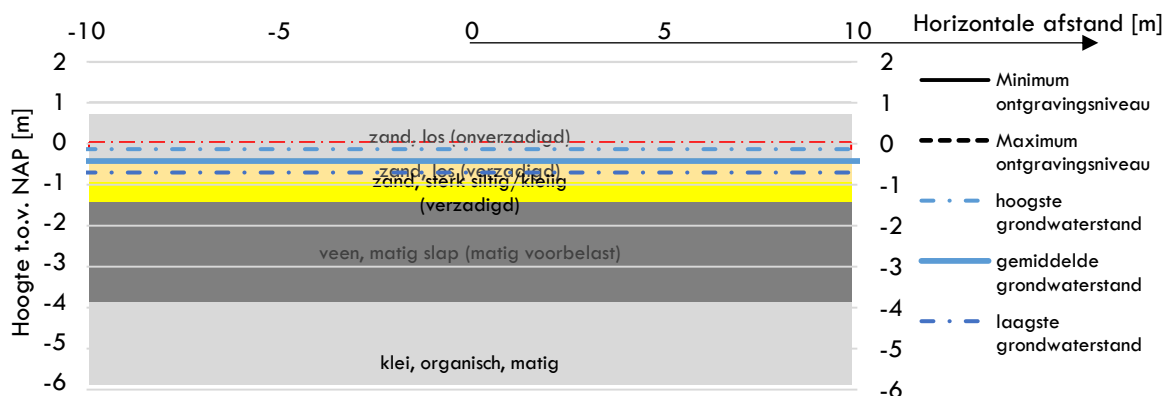 Horizontale afstand [m]
-10 -5 0 5 10
Hoogte t.o.v. NAP [m]
2 2
1 1
0 0
-1 -1
-2 -2
-3 -3
-4 -4
-5 -5
-6 -6
zand, los (onverzadigd)
zand, los (verzadigd)
zand, sterk siltig/kleiig
(verzadigd)
veen, matig slap (matig voorbelast)
klei, organisch, matig
Minimum
ontgravingsniveau
Maximum
ontgravingsniveau
hoogste
grondwaterstand
gemiddelde
grondwaterstand
laagste
grondwaterstand